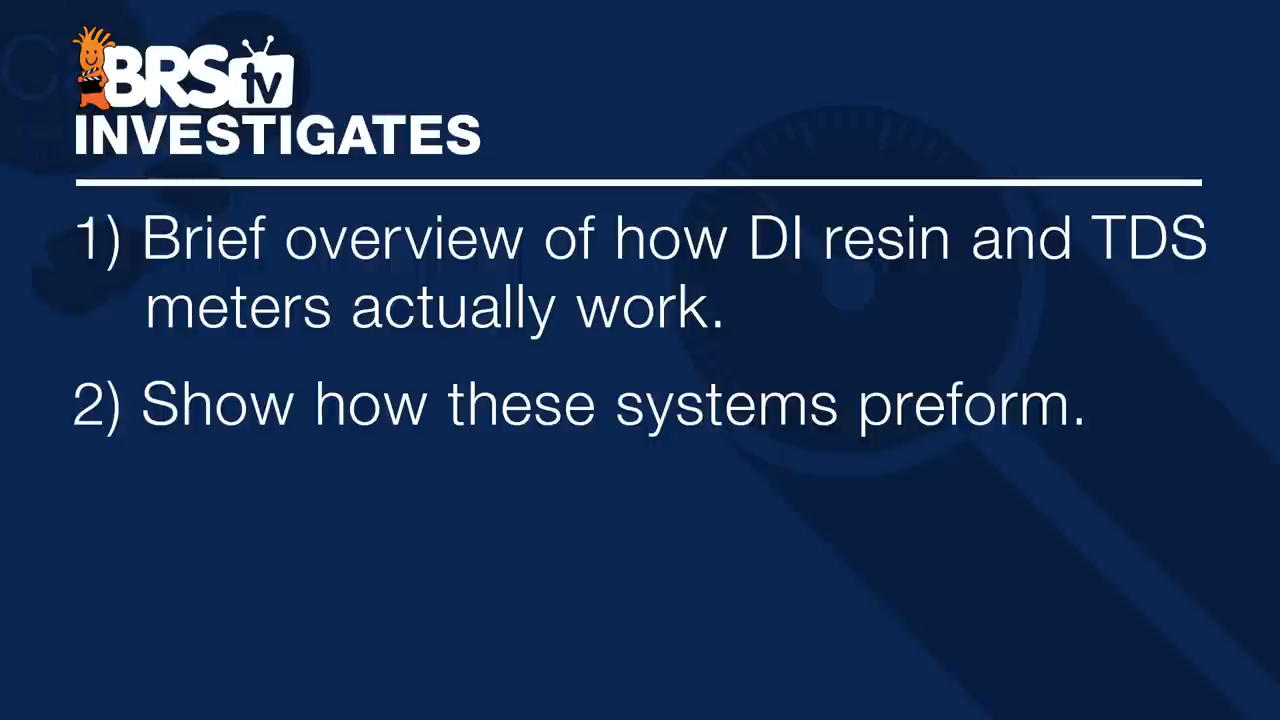 BRStv
INVESTIGATES
1) Brief overview of how DI resin and TDS
meters actually work.
2) Show how these systems preform.